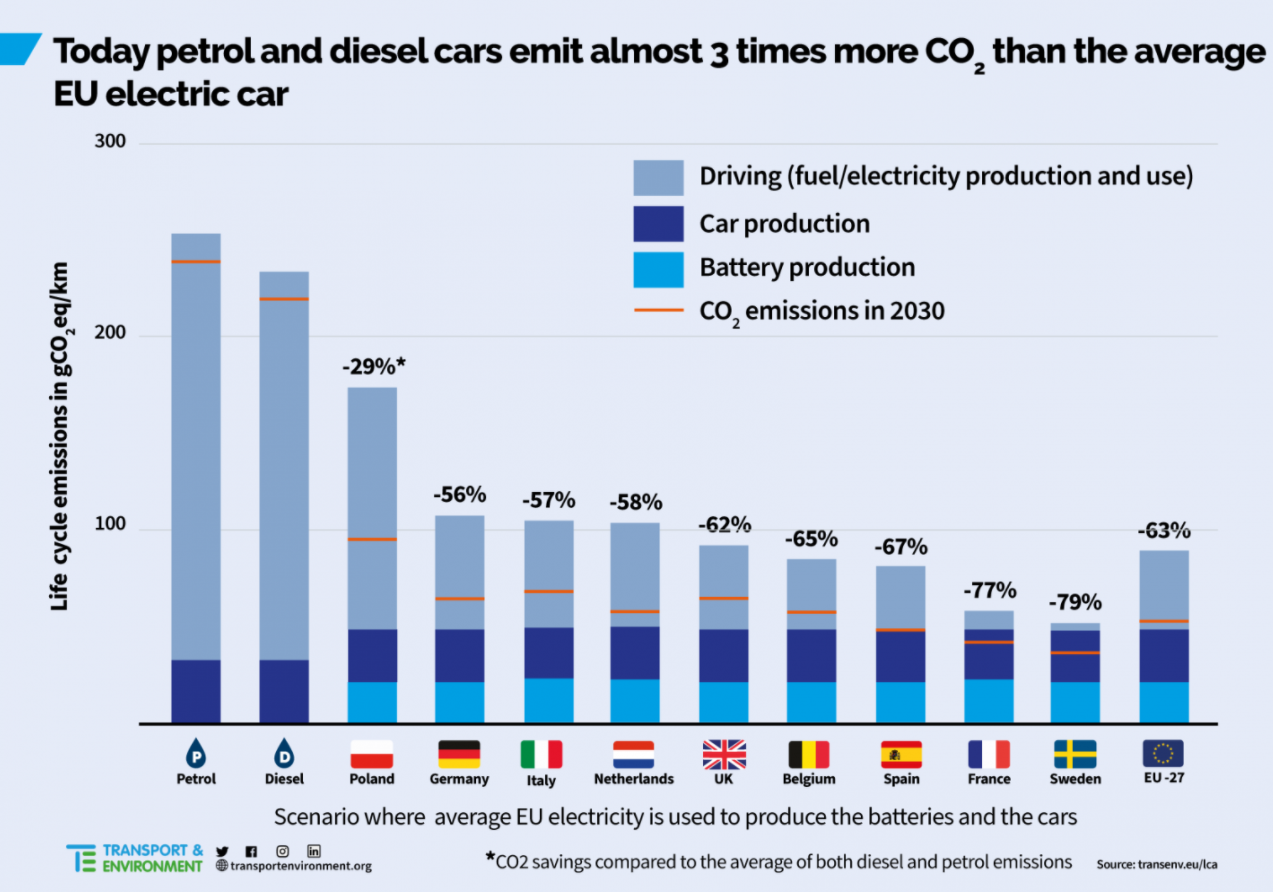 Today petrol and diesel cars emit almost 3 times more CO₂ than the average
EU electric car
300
200
100
Life cycle emissions in gCO₂eq/km
Driving (fuel/electricity production and use)
Car production
Battery production
CO₂ emissions in 2030
-29%*
-56%
-57%
-58%
-62%
-65%
-67%
-77%
-79%
-63%
P
D
Petrol
Diesel
Poland
Germany
Italy
Netherlands
UK
Belgium
Spain
France
Sweden
EU -27
Scenario where average EU electricity is used to produce the batteries and the cars
TE
TRANSPORT &
ENVIRONMENT
transportenvironment.org
*CO2 savings compared to the average of both diesel and petrol emissions
Source: transenv.eu/lca